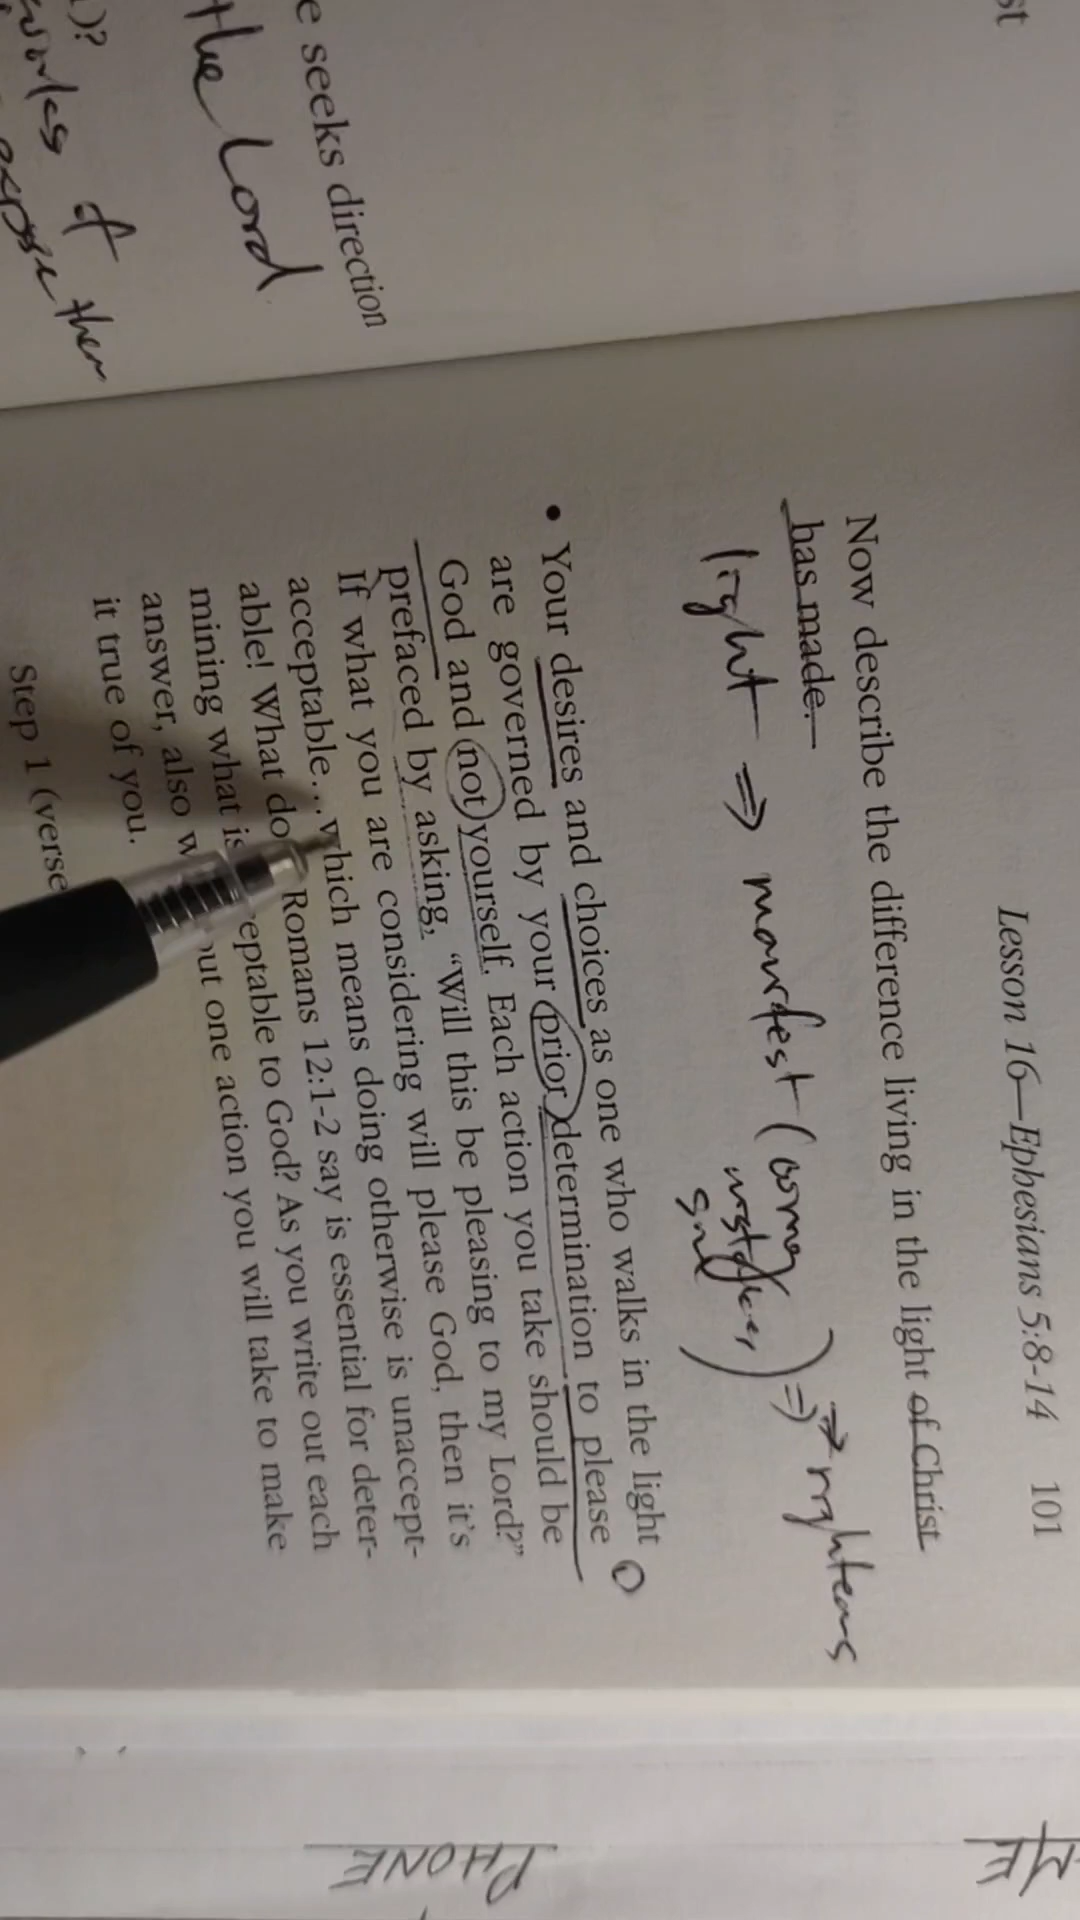 st
e seeks direction
the Lord
)?
works of
expose them
Lesson 16—Ephesians 5:8-14 101
Now describe the difference living in the light of Christ
has made.
light ⇒ manifest ( ) ⇒ ⇒ righteous
• Your desires and choices as one who walks in the light
are governed by your prior determination to please
God and not yourself. Each action you take should be
prefaced by asking, “Will this be pleasing to my Lord?”
If what you are considering will please God, then it’s
acceptable...which means doing otherwise is unaccept-
able! What do Romans 12:1-2 say is essential for deter-
mining what is ceptable to God? As you write out each
answer, also w out one action you will take to make
it true of you.
Step 1 (verse
PHONE